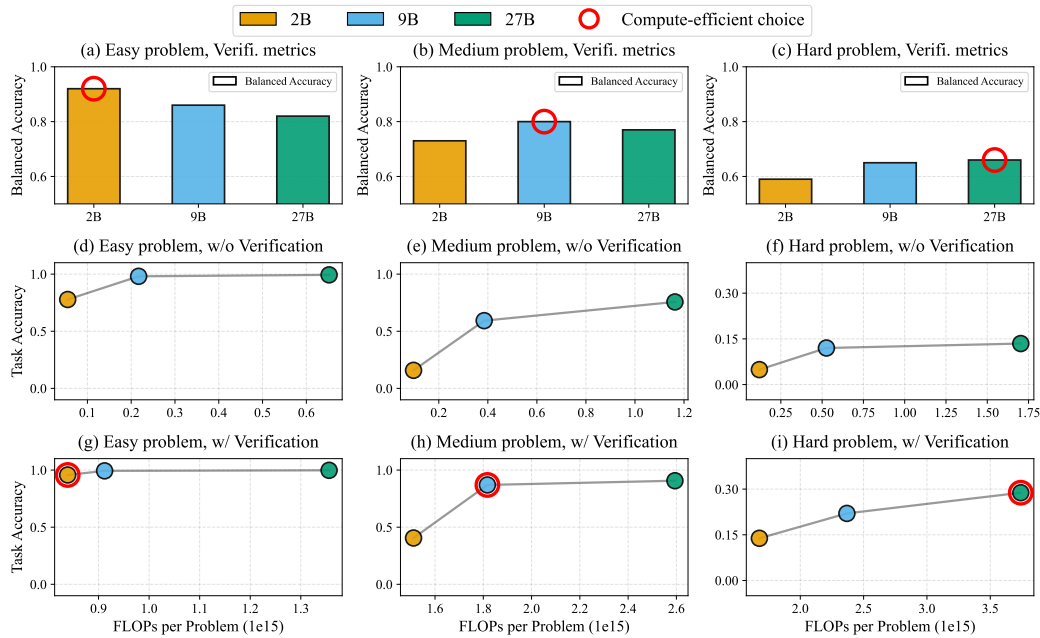 2B 9B 27B Compute-efficient choice
(a) Easy problem, Verifi. metrics
Balanced Accuracy
1.0
0.8
0.6
Balanced Accuracy
2B 9B 27B
(b) Medium problem, Verifi. metrics
Balanced Accuracy
1.0
0.8
0.6
Balanced Accuracy
2B 9B 27B
(c) Hard problem, Verifi. metrics
Balanced Accuracy
1.0
0.8
0.6
Balanced Accuracy
2B 9B 27B
(d) Easy problem, w/o Verification
Task Accuracy
1.0
0.5
0.0
0.1 0.2 0.3 0.4 0.5 0.6
(e) Medium problem, w/o Verification
1.0
0.5
0.0
0.2 0.4 0.6 0.8 1.0 1.2
(f) Hard problem, w/o Verification
0.30
0.15
0.00
0.25 0.50 0.75 1.00 1.25 1.50 1.75
(g) Easy problem, w/ Verification
Task Accuracy
1.0
0.5
0.0
0.9 1.0 1.1 1.2 1.3
FLOPs per Problem (1e15)
(h) Medium problem, w/ Verification
1.0
0.5
0.0
1.6 1.8 2.0 2.2 2.4 2.6
FLOPs per Problem (1e15)
(i) Hard problem, w/ Verification
0.30
0.15
0.00
2.0 2.5 3.0 3.5
FLOPs per Problem (1e15)